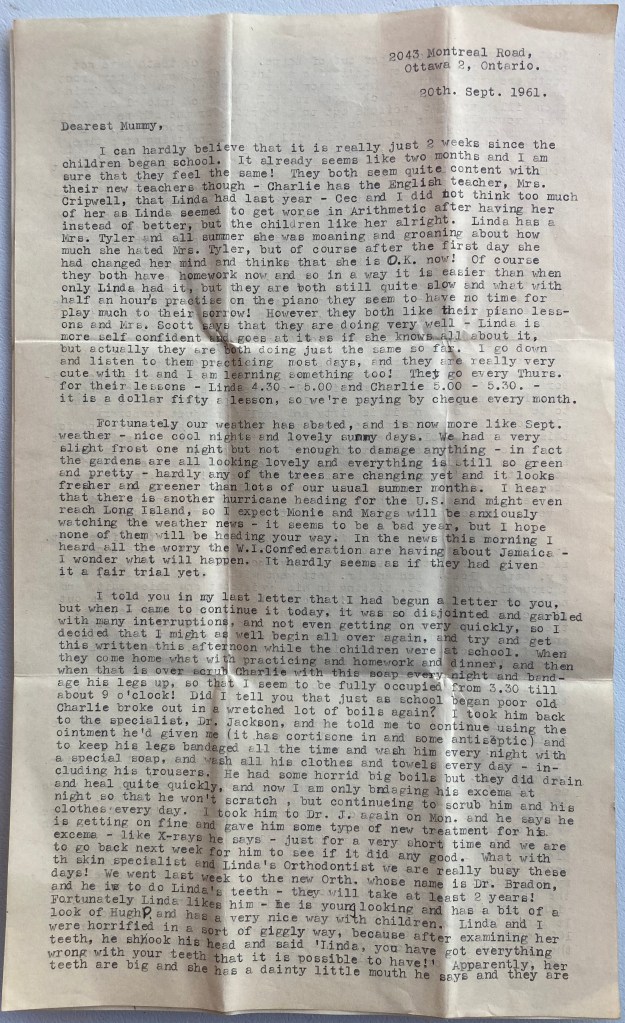 2043 Montreal Road,
Ottawa 2, Ontario.
20th. Sept. 1961.
Dearest Mummy,
I can hardly believe that it is really just 2 weeks since the
children began school. It already seems like two months and I am
sure that they feel the same! They both seem quite content with
their new teachers though - Charlie has the English teacher, Mrs.
Cripwell, that Linda had last year - Cec and I did not think too much
of her as Linda seemed to get worse in Arithmetic after having her
instead of better, but the children like her alright. Linda has a
Mrs. Tyler and all summer she was moaning and groaning about how
much she hated Mrs. Tyler, but of course after the first day she
had changed her mind and thinks that she is O.K. now! Of course
they both have homework now and so in a way it is easier than when
only Linda had it, but they are both still quite slow and what with
half an hour's practise on the piano they seem to have no time for
play much to their sorrow! However they both like their piano less-
ons and Mrs. Scott says that they are doing very well - Linda is
more self confident and goes at it as if she knows all about it,
but actually they are both doing just the same so far. I go down
and listen to them practicing most days, and they are really very
cute with it and I am learning something too! They go every Thurs.
for their lessons - Linda 4.30 - 5.00 and Charlie 5.00 - 5.30. -
it is a dollar fifty a lesson, so we're paying by cheque every month.
Fortunately our weather has abated, and is now more like Sept.
weather - nice cool nights and lovely sunny days. We had a very
slight frost one night but not enough to damage anything - in fact
the gardens are all looking lovely and everything is still so green
and pretty - hardly any of the trees are changing yet and it looks
fresher and greener than lots of our usual summer months. I hear
that there is another hurricane heading for the U.S. and might even
reach Long Island, so I expect Monie and Margs will be anxiously
watching the weather news - it seems to be a bad year, but I hope
none of them will be heading your way. In the news this morning I
heard all the worry the W.I.Confederation are having about Jamaica -
I wonder what will happen. It hardly seems as if they had given
it a fair trial yet.
I told you in my last letter that I had begun a letter to you,
but when I came to continue it today, it was so disjointed and garbled
with many interruptions, and not even getting on very quickly, so I
decided that I might as well begin all over again, and try and get
this written this afternoon while the children were at school. When
they come home what with practicing and homework and dinner, and then
when that is over scrub Charlie with this soap every night and band-
age his legs up, so that I seem to be fully occupied from 3.30 till
about 9 o'clock! Did I tell you that just as school began poor old
Charlie broke out in a wretched lot of boils again? I took him back
to the specialist, Dr. Jackson, and he told me to continue using the
ointment he'd given me (it has cortisone in and some antiseptic) and
to keep his legs bandaged all the time and wash him every night with
a special soap, and wash all his clothes and towels every day - in-
cluding his trousers. He had some horrid big boils but they did drain
and heal quite quickly, and now I am only bndaging his excema at
night so that he won't scratch , but continueing to scrub him and his
clothes every day. I took him to Dr. J. again on Mon. and he says he
is getting on fine and gave him some type of new treatment for his
excema - like X-rays he says - just for a very short time and we are
to go back next week for him to see if it did any good. What with
th skin specialist and Linda's Orthodontist we are really busy these
days! We went last week to the new Orth. whose name is Dr. Bradon,
and he is to do Linda's teeth - they will take at least 2 years!
Fortunately Linda likes him - he is young looking and has a bit of a
look of Hugh P. and has a very nice way with children. Linda and I
were horrified in a sort of giggly way, because after examining her
teeth, he shook his head and said 'Linda, you have got everything
wrong with your teeth that it is possible to have!' Apparently, her
teeth are big and she has a dainty little mouth he says and they are